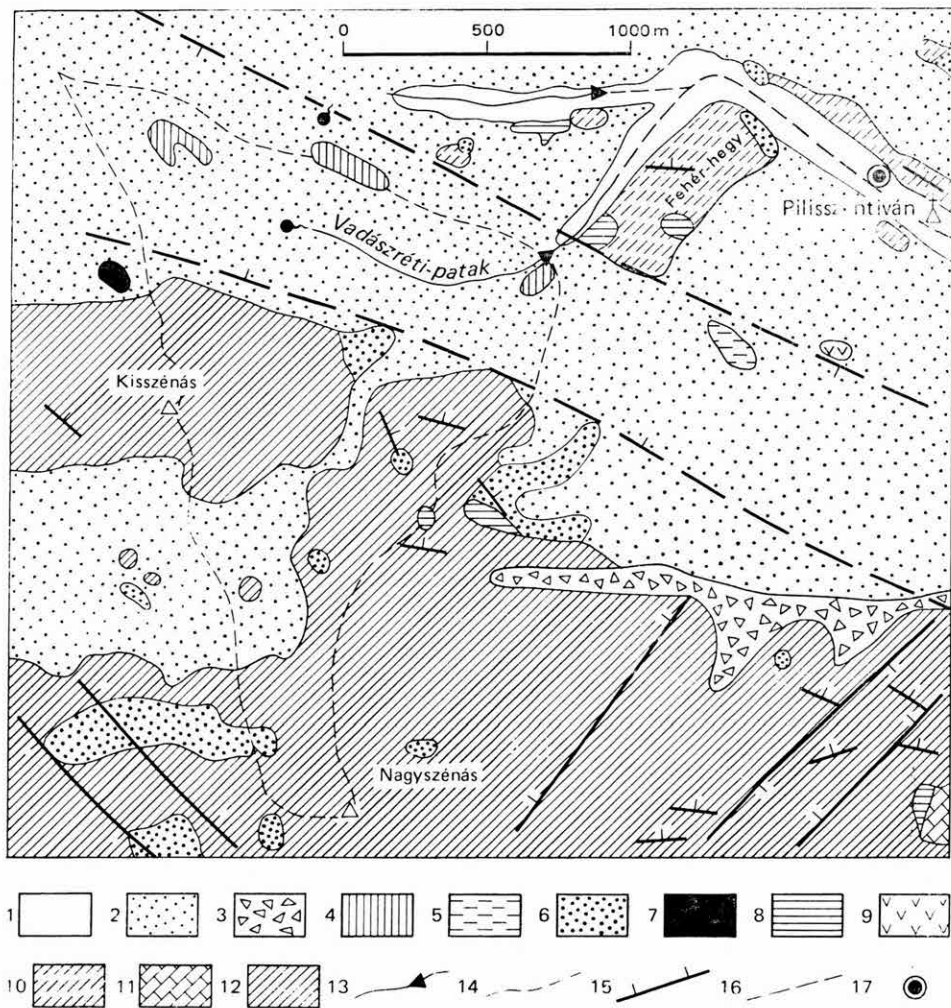 0 500 1000 m
Fehér-hegy
Pilisszentiván
Vadászréti-patak
Kisszénás
Nagyszénás
1 2 3 4 5 6 7 8 9
10 11 12 13 14 15 16 17